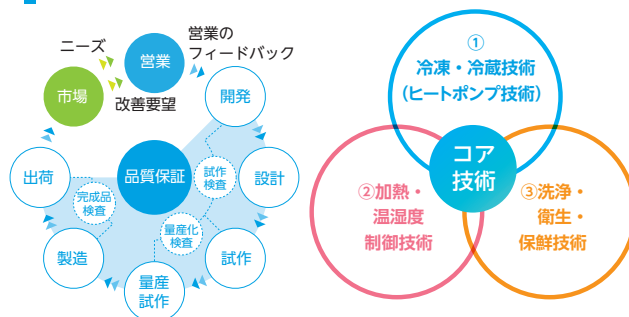 ニーズ
営業の
フィードバック
営業
市場
改善要望
開発
出荷
品質保証
試作
検査
設計
完成品
検査
量産化
検査
製造
試作
量産
試作
①
冷凍・冷蔵技術
(ヒートポンプ技術)
コア
技術
②加熱・
温湿度
制御技術
③洗浄・
衛生・
保鮮技術